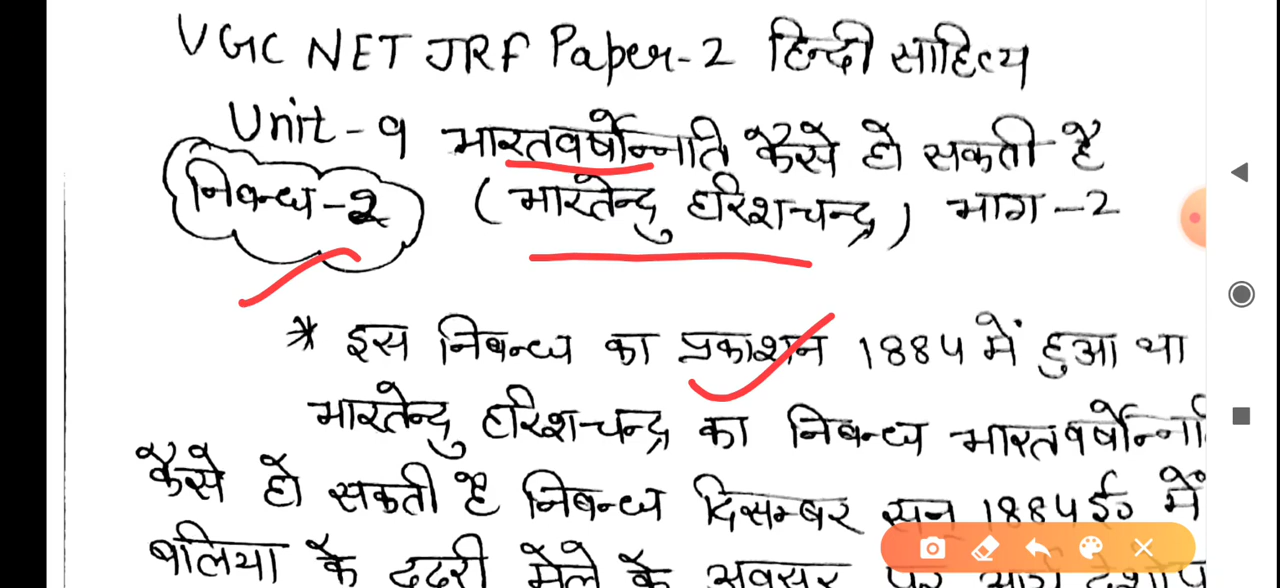 UGC NET JRF Paper-2 हिन्दी साहित्य
Unit-9 भारतवर्षोन्नति कैसे हो सकती है
निबन्ध-2 (भारतेन्दु हरिशचन्द्र) भाग-2
* इस निबन्ध का प्रकाशन 1884 में हुआ था
भारतेन्दु हरिशचन्द्र का निबन्ध भारतवर्षोन्नति
कैसे हो सकती है निबन्ध दिसम्बर सन् 1884 ई० में
बलिया के ददरी मेले के अवसर पर आर्य